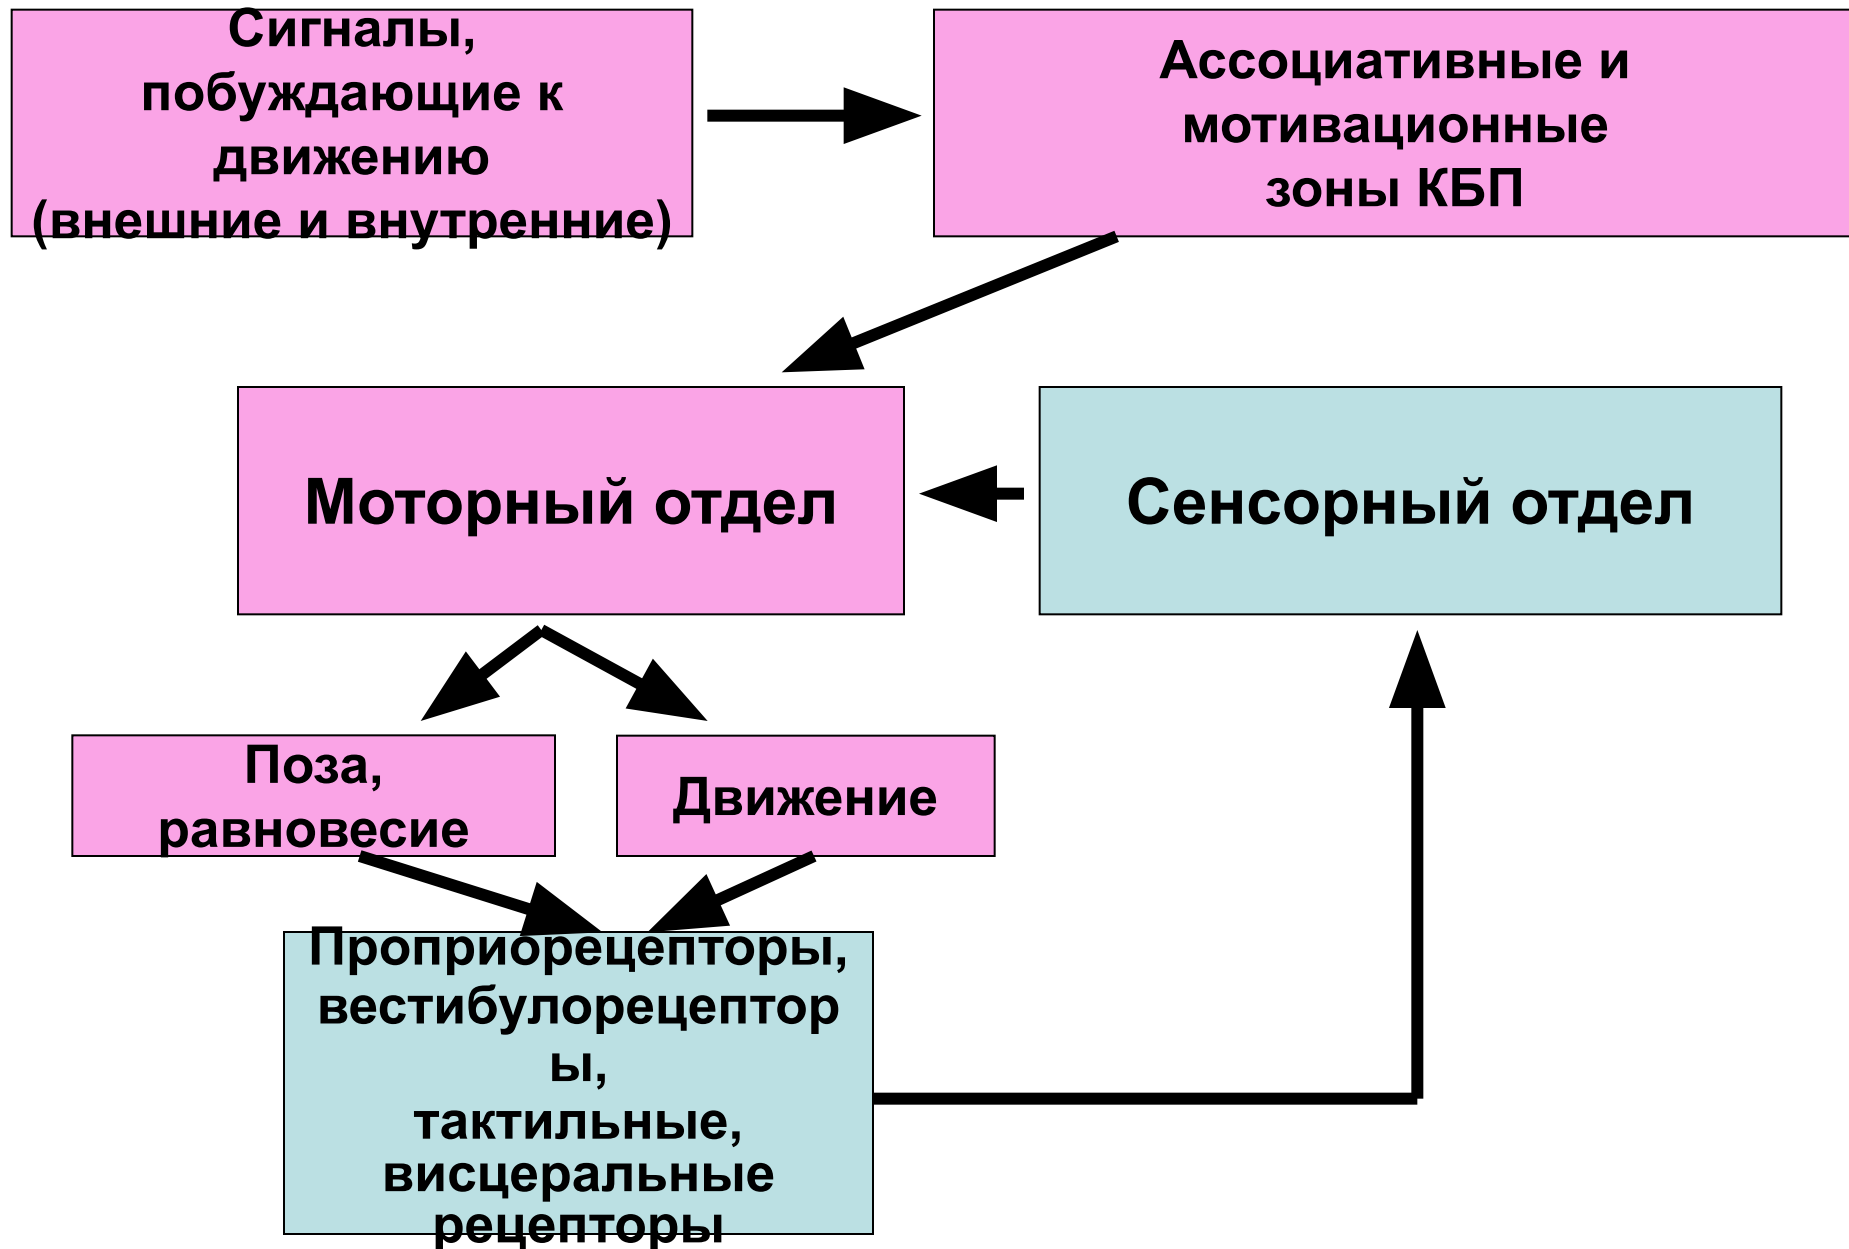 Сигналы,
побуждающие к
движению
(внешние и внутренние)
Ассоциативные и
мотивационные
зоны КБП
Моторный отдел
Сенсорный отдел
Поза,
равновесие
Движение
Проприорецепторы,
вестибулорецептор
ы,
тактильные,
висцеральные
рецепторы